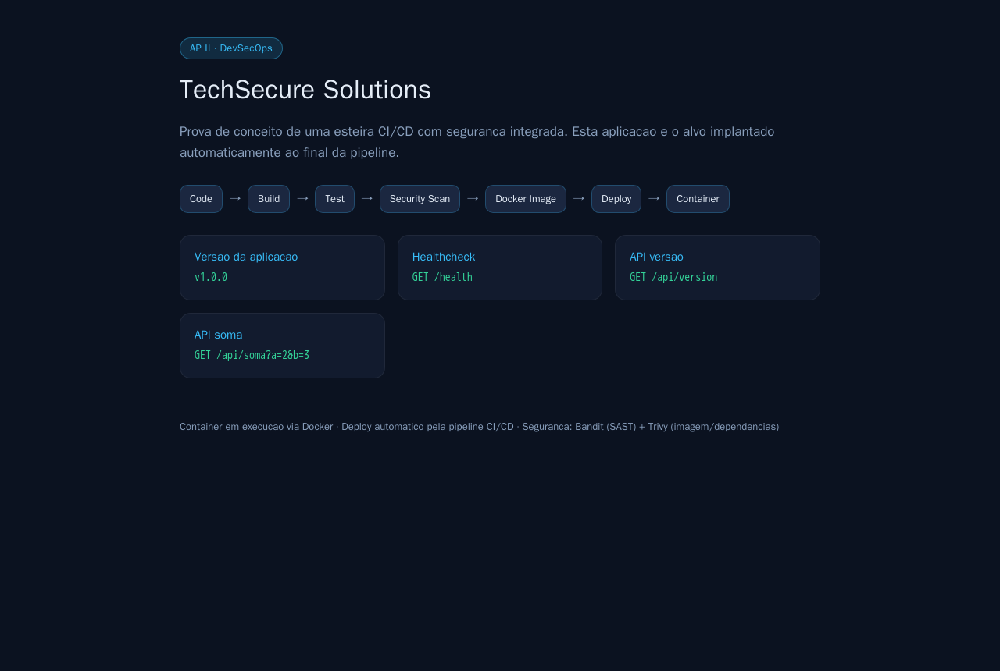 AP II · DevSecOps
TechSecure Solutions
Prova de conceito de uma esteira CI/CD com seguranca integrada. Esta aplicacao e o alvo implantado
automaticamente ao final da pipeline.
Code → Build → Test → Security Scan → Docker Image → Deploy → Container
Versao da aplicacao
v1.0.0
Healthcheck
GET /health
API versao
GET /api/version
API soma
GET /api/soma?a=2&b=3
Container em execucao via Docker · Deploy automatico pela pipeline CI/CD · Seguranca: Bandit (SAST) + Trivy (imagem/dependencias)